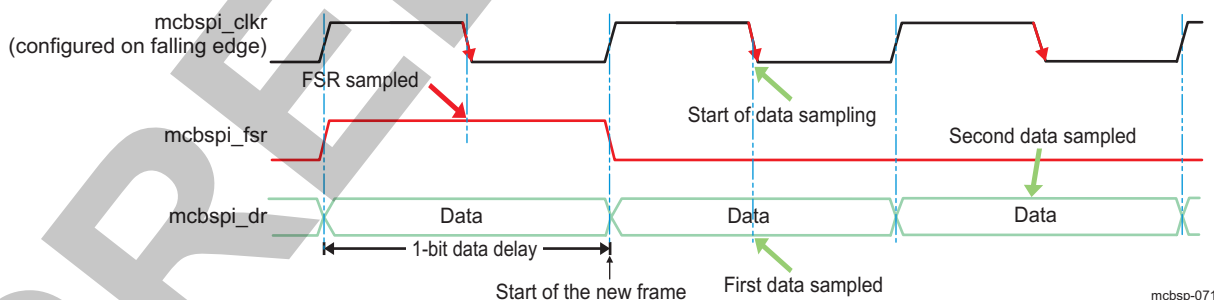 mcbspi_clkr
(configured on falling edge)
FSR sampled
Start of data sampling
mcbspi_fsr
Second data sampled
mcbspi_dr
Data
Data
Data
1-bit data delay
Start of the new frame
First data sampled
mcbsp-071